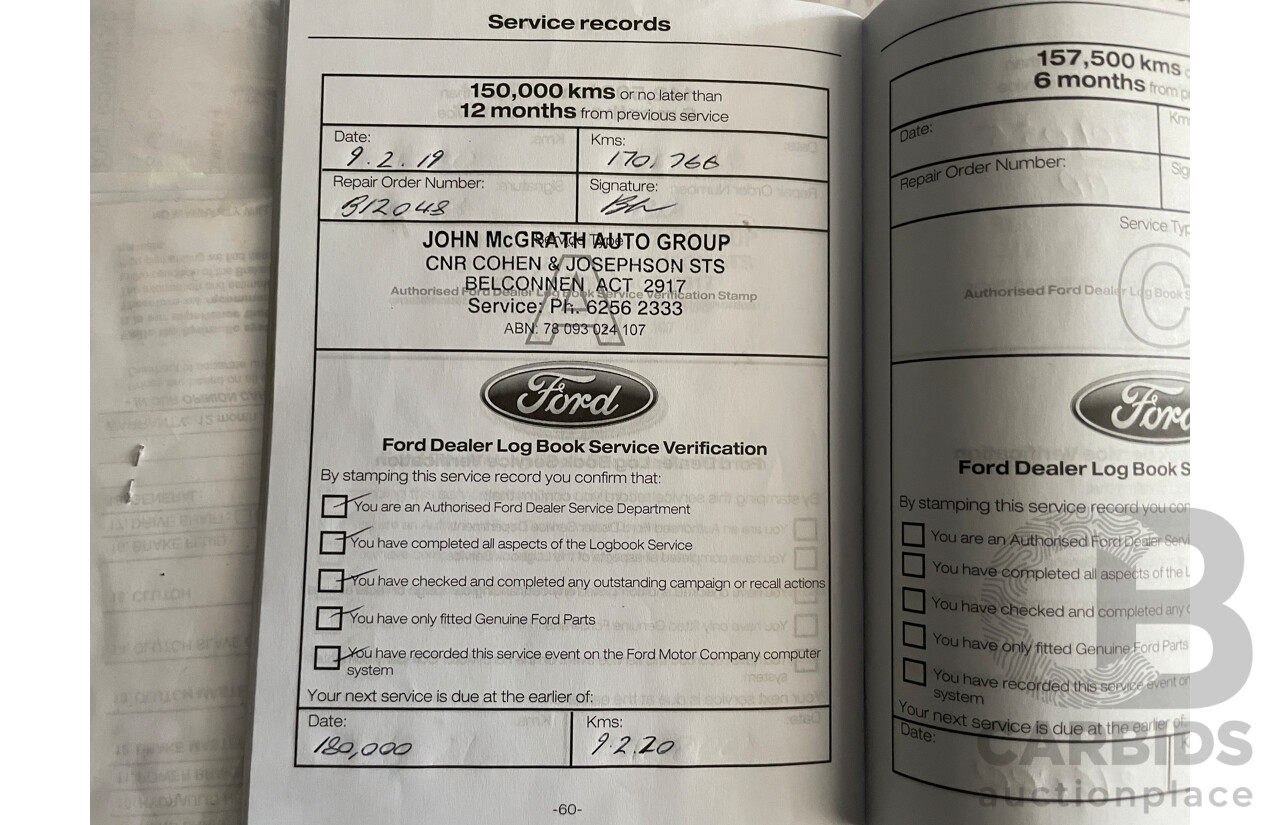 Service records
150,000 kms or no later than
12 months from previous service
Date:
9.2.19
Kms:
170,766
Repair Order Number:
B12048
Signature:
Service Type
JOHN McGRATH AUTO GROUP
CNR COHEN & JOSEPHSON STS
BELCONNEN ACT 2917
Authorised Ford Dealer Log Book Service Verification Stamp
Service: Ph. 6256 2333
ABN: 78 093 024 107
A
Ford
Ford Dealer Log Book Service Verification
By stamping this service record you confirm that:
You are an Authorised Ford Dealer Service Department
You have completed all aspects of the Logbook Service
You have checked and completed any outstanding campaign or recall actions
You have only fitted Genuine Ford Parts
You have recorded this service event on the Ford Motor Company computer
system
Your next service is due at the earlier of:
Date:
180,000
Kms:
9.2.20
-60-
157,500 kms
6 months from
Date:
Km
Repair Order Number:
Sig
Service Typ
Authorised Ford Dealer Log Book
C
Ford
Ford Dealer Log Book S
By stamping this service record you con
You are an Authorised Ford Dealer Servi
You have completed all aspects of the L
You have checked and completed any
You have only fitted Genuine Ford Parts
You have recorded this service event on
system
Your next service is due at the earlier of:
Date:
K
CB
CARBIDS
auctionplace